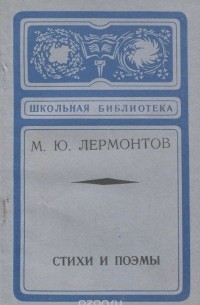 ШКОЛЬНАЯ БИБЛИОТЕКА
М. Ю. ЛЕРМОНТОВ
СТИХИ И ПОЭМЫ